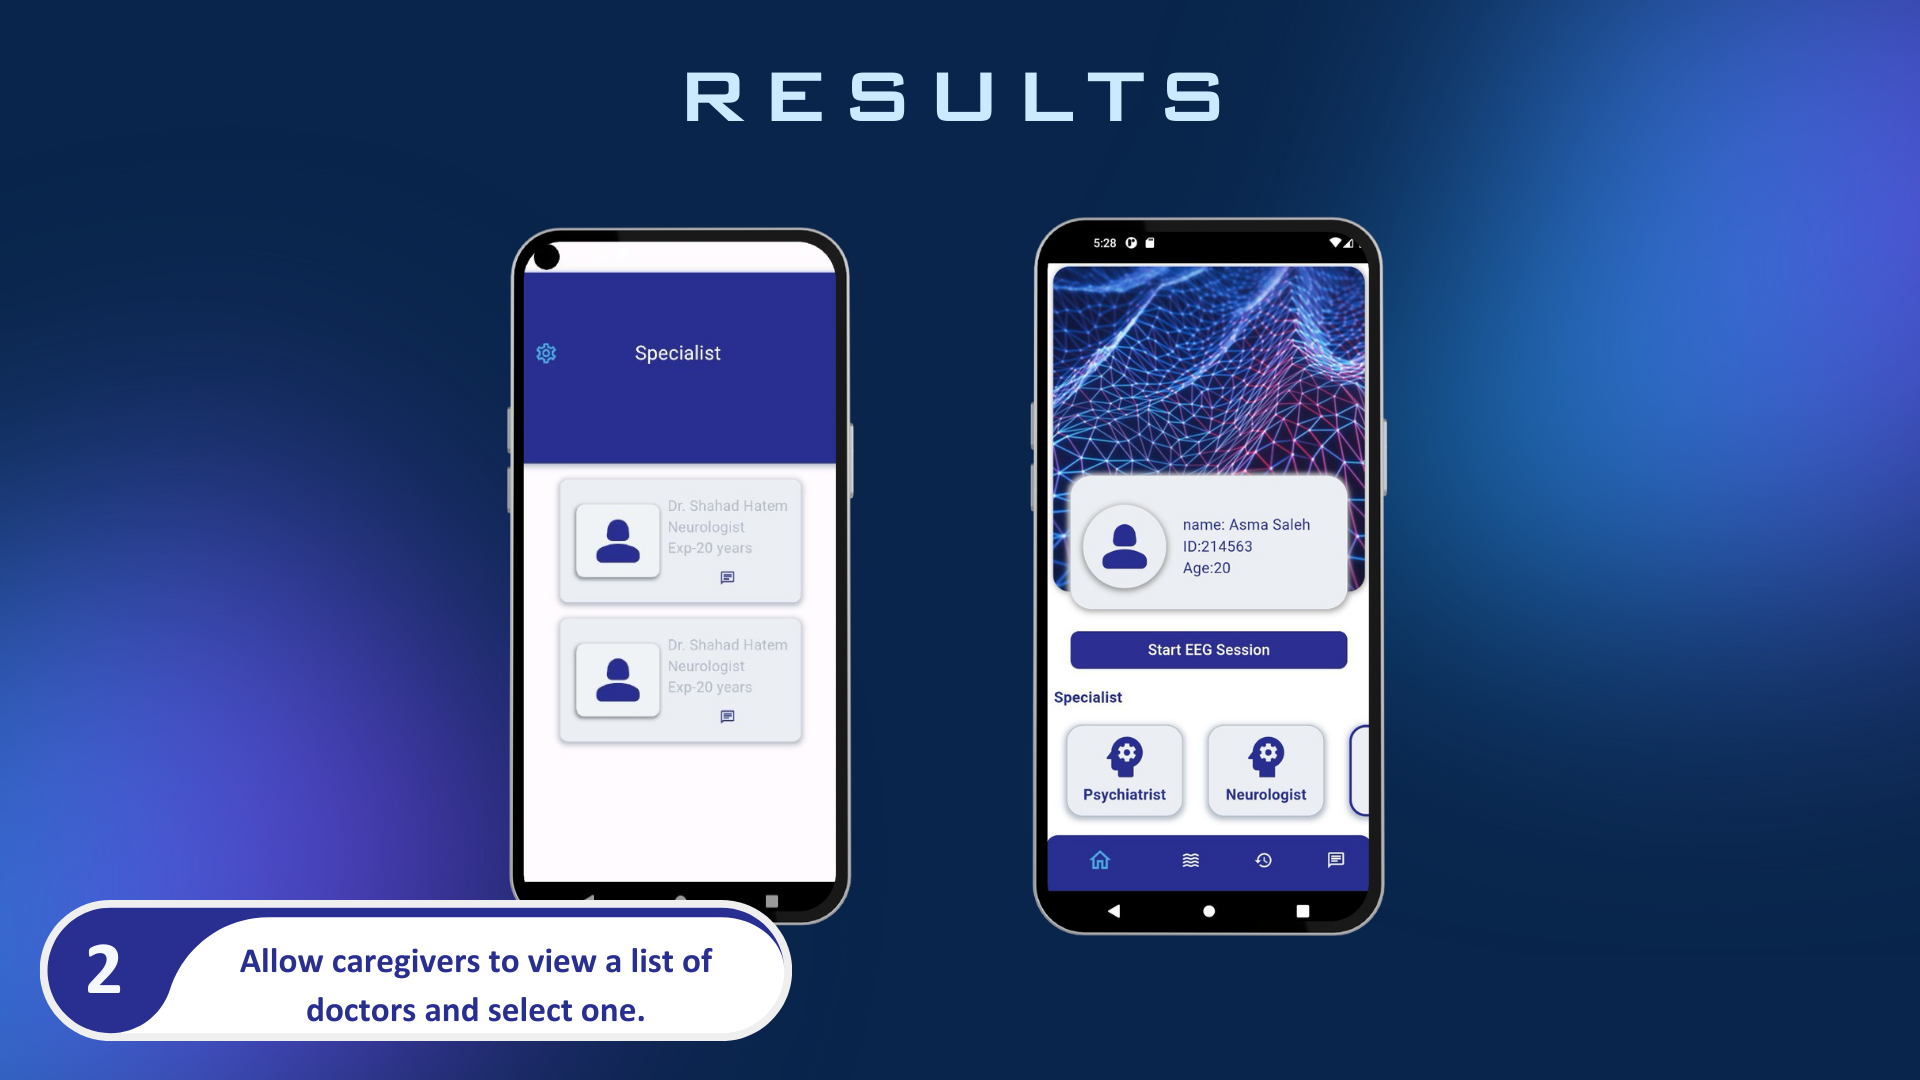 RESULTS
Specialist
Dr. Shahad Hatem
Neurologist
Exp-20 years
Dr. Shahad Hatem
Neurologist
Exp-20 years
5:28
name: Asma Saleh
ID:214563
Age:20
Start EEG Session
Specialist
Psychiatrist
Neurologist
2
Allow caregivers to view a list of
doctors and select one.